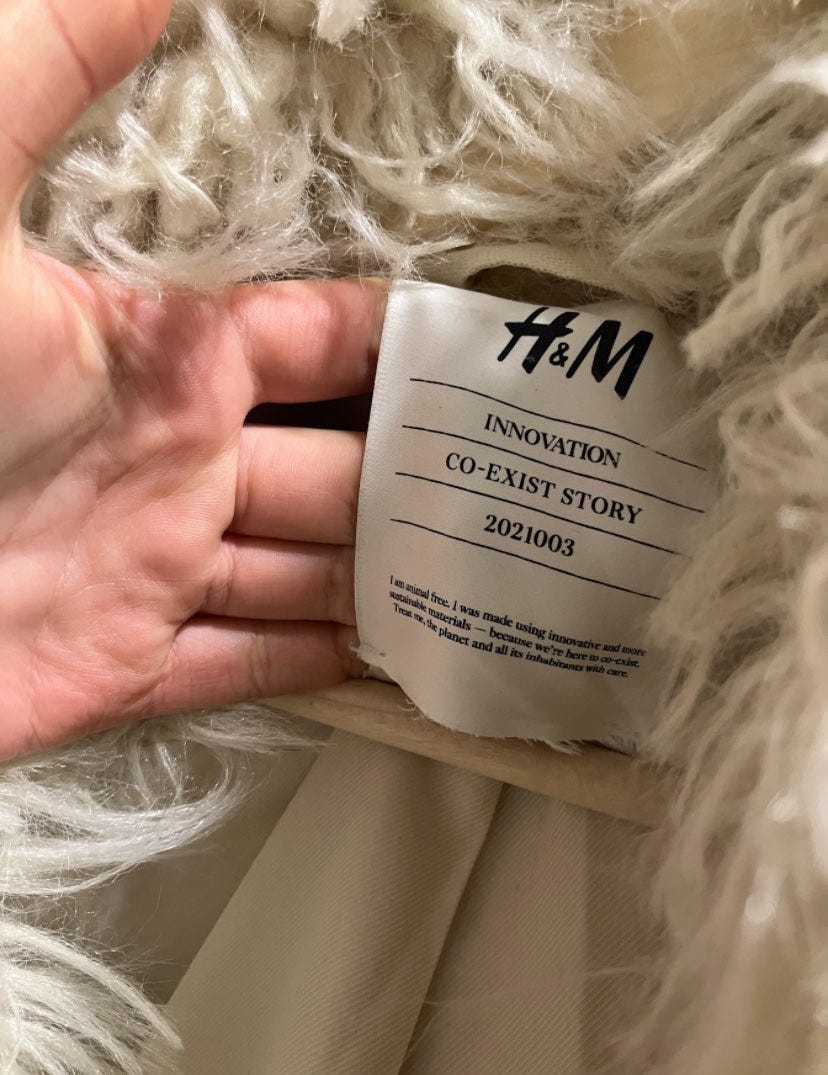 H&M
INNOVATION
CO-EXIST STORY
2021003
I am animal free. I was made using innovative and more
sustainable materials — because we're here to co-exist.
Treat me, the planet and all its inhabitants with care.